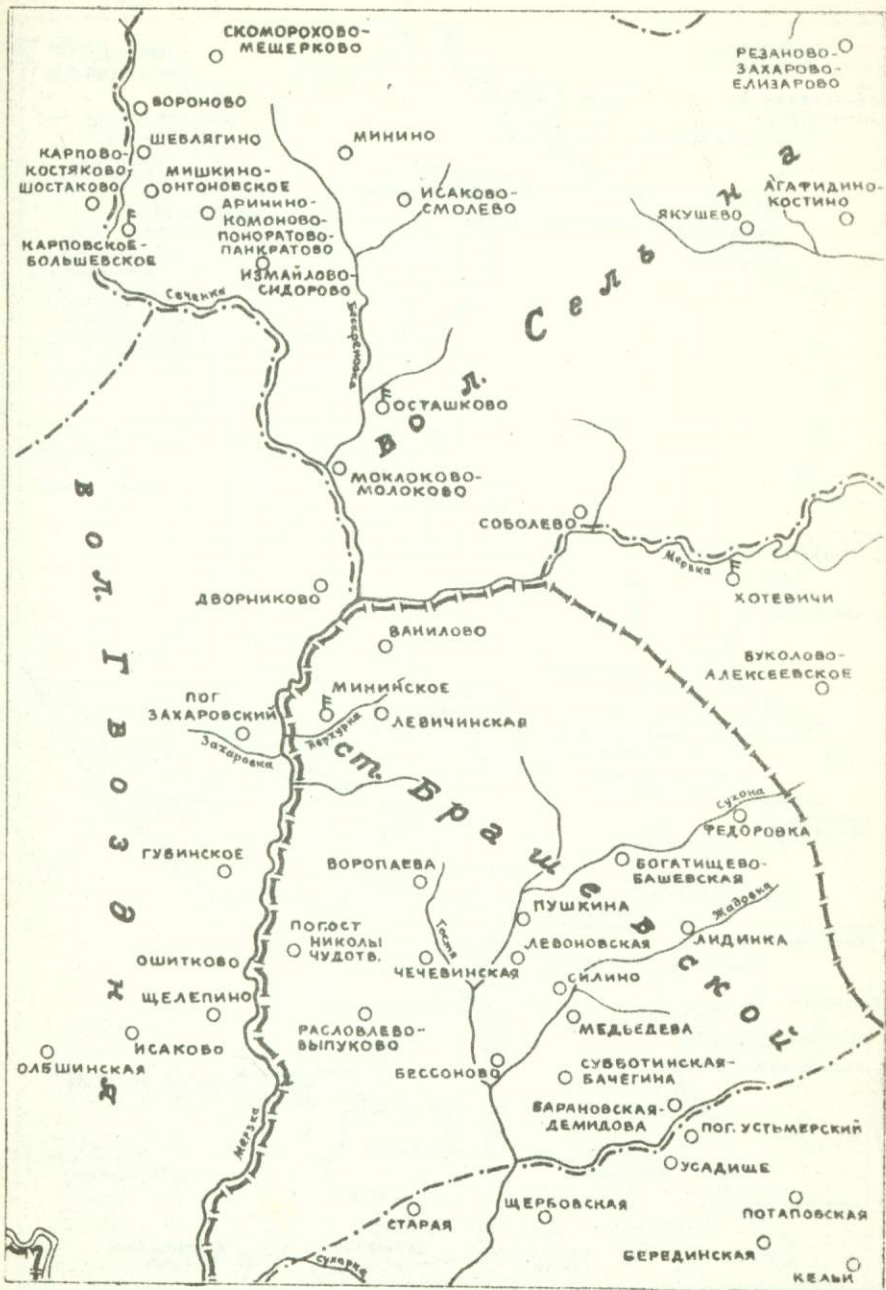 СКОМОРОХОВО-
МЕЩЕРКОВО
РЕЗАНОВО-
ЗАХАРОВО-
ЕЛИЗАРОВО
ВОРОНОВО
ШЕВЛЯГИНО
МИНИНО
КАРПОВО-
КОСТЯКОВО-
ШОСТАКОВО
МИШКИНО-
ОНТОНОВСКОЕ
АРИНИНО-
КОМОНОВО-
ПОНОРАТОВО-
ПАНКРАТОВО
ИСАКОВО-
СМОЛЕВО
АГАФИДИНО-
КОСТИНО
ЯКУШЕВО
КАРПОВСКОЕ-
БОЛЬШЕВСКОЕ
ИЗМАЙЛОВО-
СИДОРОВО
Сеченка
вол. Сельна
ОСТАШКОВО
МОКЛОКОВО-
МОЛОКОВО
СОБОЛЕВО
Мерзка
ХОТЕВИЧИ
ДВОРНИКОВО
вол. Гвоздня
ВАНИЛОВО
БУКОЛОВО-
АЛЕКСЕЕВСКОЕ
МИНИНСКОЕ
ПОГ.
ЗАХАРОВСКИЙ
ЛЕВИЧИНСКАЯ
Захаровка
ст. Брашевской
Сухона
ФЕДОРОВКА
ГУБИНСКОЕ
ВОРОПАЕВА
БОГАТИЩЕВО-
БАШЕВСКАЯ
ПУШКИНА
Жадовка
ПОГОСТ
НИКОЛЫ
ЧУДОТВ.
ЛЕВОНОВСКАЯ
ЛИДИНКА
ОШИТКОВО
ЧЕЧЕВИНСКАЯ
СИЛИНО
ЩЕЛЕПИНО
РАСЛОВЛЕВО-
ВЫПУКОВО
МЕДЬЕДЕВА
ИСАКОВО
ОЛБШИНСКАЯ
БЕССОНОВО
СУББОТИНСКАЯ-
БАЧЕГИНА
БАРАНОВСКАЯ-
ДЕМИДОВА
ПОГ. УСТЬМЕРСКИЙ
Мерзка
УСАДИЩЕ
СТАРАЯ
ЩЕРБОВСКАЯ
ПОТАПОВСКАЯ
БЕРЕДИНСКАЯ
Сухарка
КЕЛЬИ